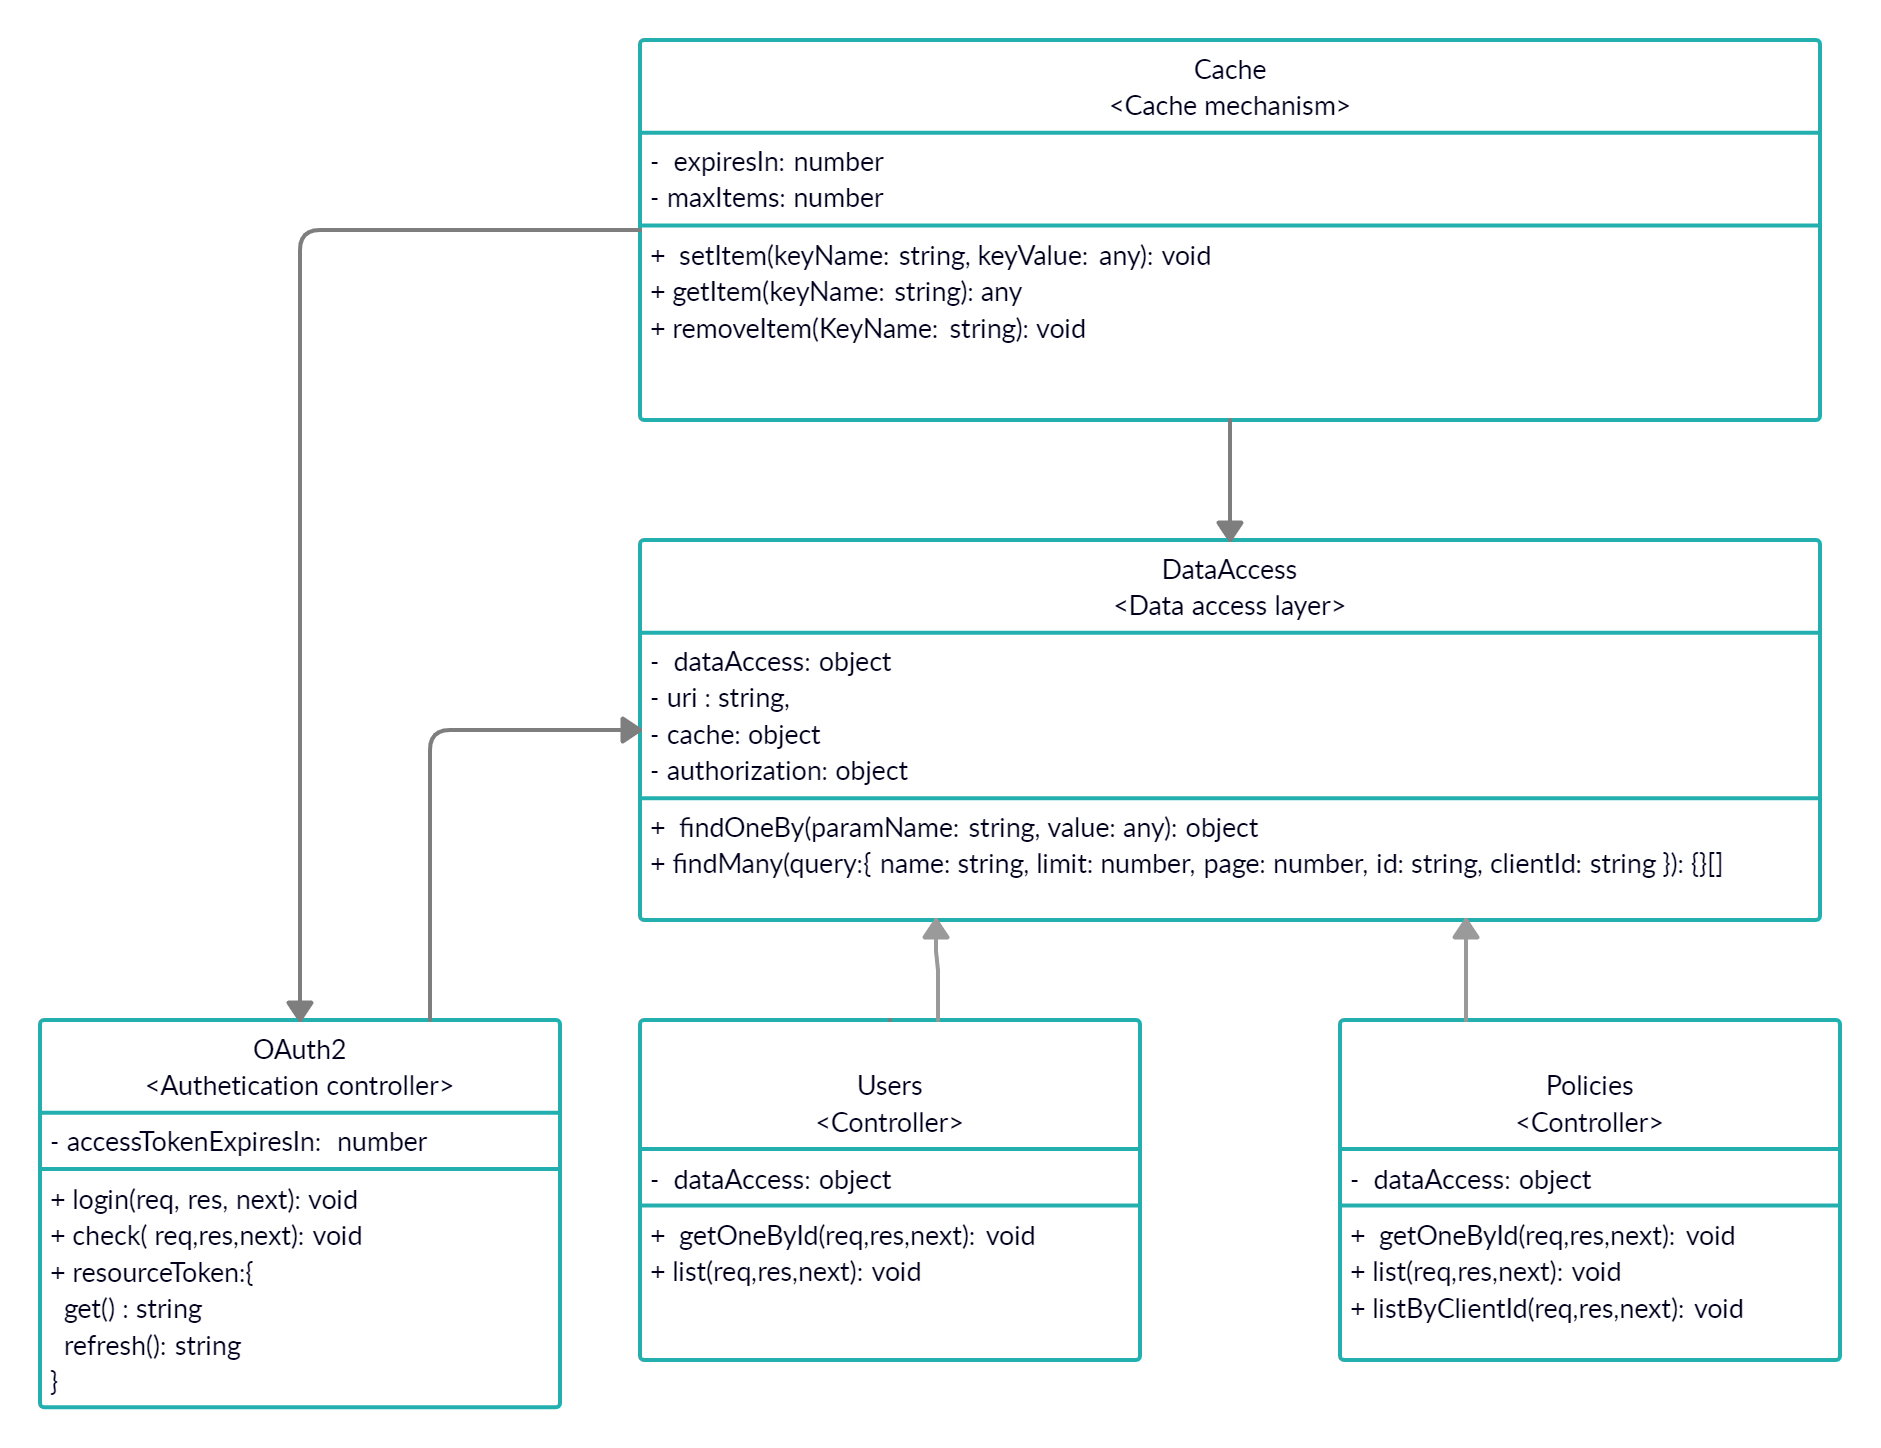 Cache
<Cache mechanism>
- expiresIn: number
- maxItems: number
+ setItem(keyName: string, keyValue: any): void
+ getItem(keyName: string): any
+ removeItem(KeyName: string): void
DataAccess
<Data access layer>
- dataAccess: object
- uri : string,
- cache: object
- authorization: object
+ findOneBy(paramName: string, value: any): object
+ findMany(query:{ name: string, limit: number, page: number, id: string, clientId: string }): {}[]
OAuth2
<Authetication controller>
- accessTokenExpiresIn: number
+ login(req, res, next): void
+ check( req,res,next): void
+ resourceToken:{
get() : string
refresh(): string
}
Users
<Controller>
- dataAccess: object
+ getOneById(req,res,next): void
+ list(req,res,next): void
Policies
<Controller>
- dataAccess: object
+ getOneById(req,res,next): void
+ list(req,res,next): void
+ listByClientId(req,res,next): void